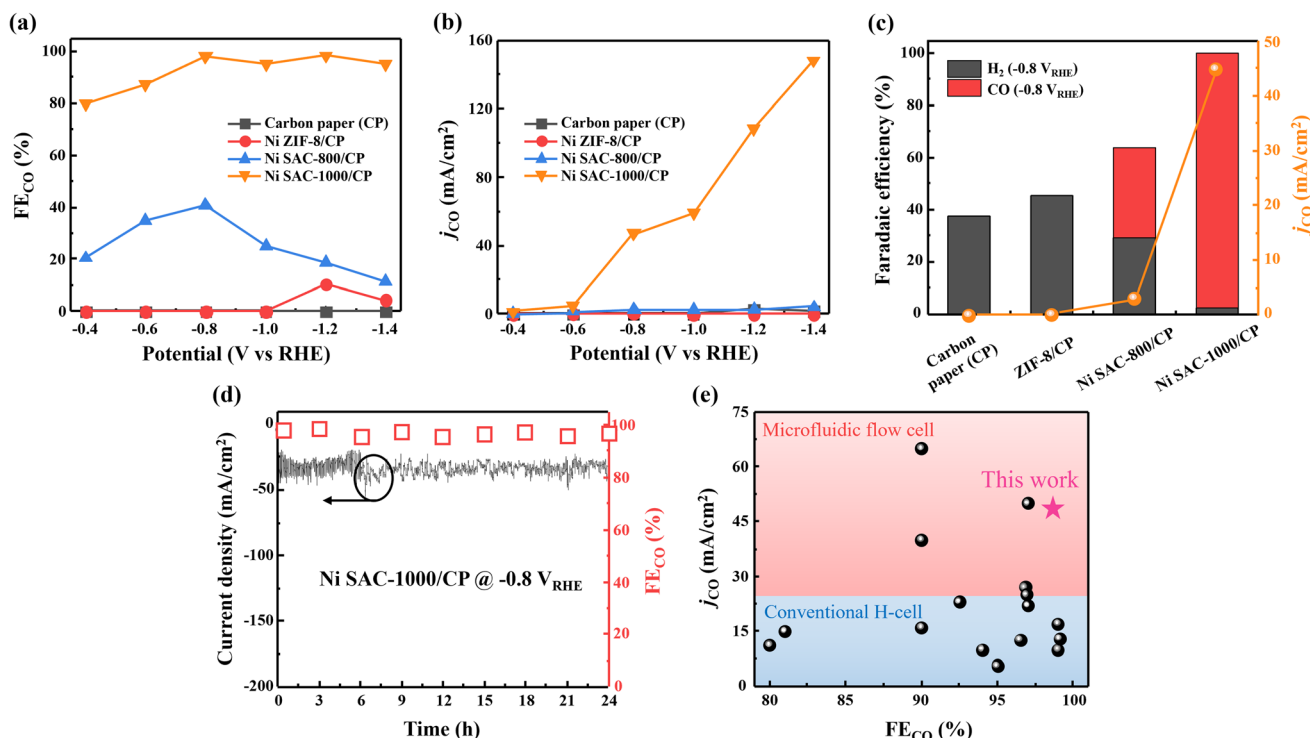 (a)
100
80
60
40
20
0
FECO (%)
Carbon paper (CP)
Ni ZIF-8/CP
Ni SAC-800/CP
Ni SAC-1000/CP
-0.4 -0.6 -0.8 -1.0 -1.2 -1.4
Potential (V vs RHE)
(b)
160
120
80
40
0
jCO (mA/cm2)
Carbon paper (CP)
Ni ZIF-8/CP
Ni SAC-800/CP
Ni SAC-1000/CP
-0.4 -0.6 -0.8 -1.0 -1.2 -1.4
Potential (V vs RHE)
(c)
100
80
60
40
20
0
Faradaic efficiency (%)
H2 (-0.8 VRHE)
CO (-0.8 VRHE)
50
40
30
20
10
0
jCO (mA/cm2)
Carbon
paper (CP)
ZIF-8/CP
Ni SAC-800/CP
Ni SAC-1000/CP
(d)
0
-50
-100
-150
-200
Current density (mA/cm2)
Ni SAC-1000/CP @ -0.8 VRHE
100
80
60
40
20
0
FECO (%)
0 3 6 9 12 15 18 21 24
Time (h)
(e)
75
60
45
30
15
0
jCO (mA/cm2)
Microfluidic flow cell
This work
Conventional H-cell
80 85 90 95 100
FECO (%)